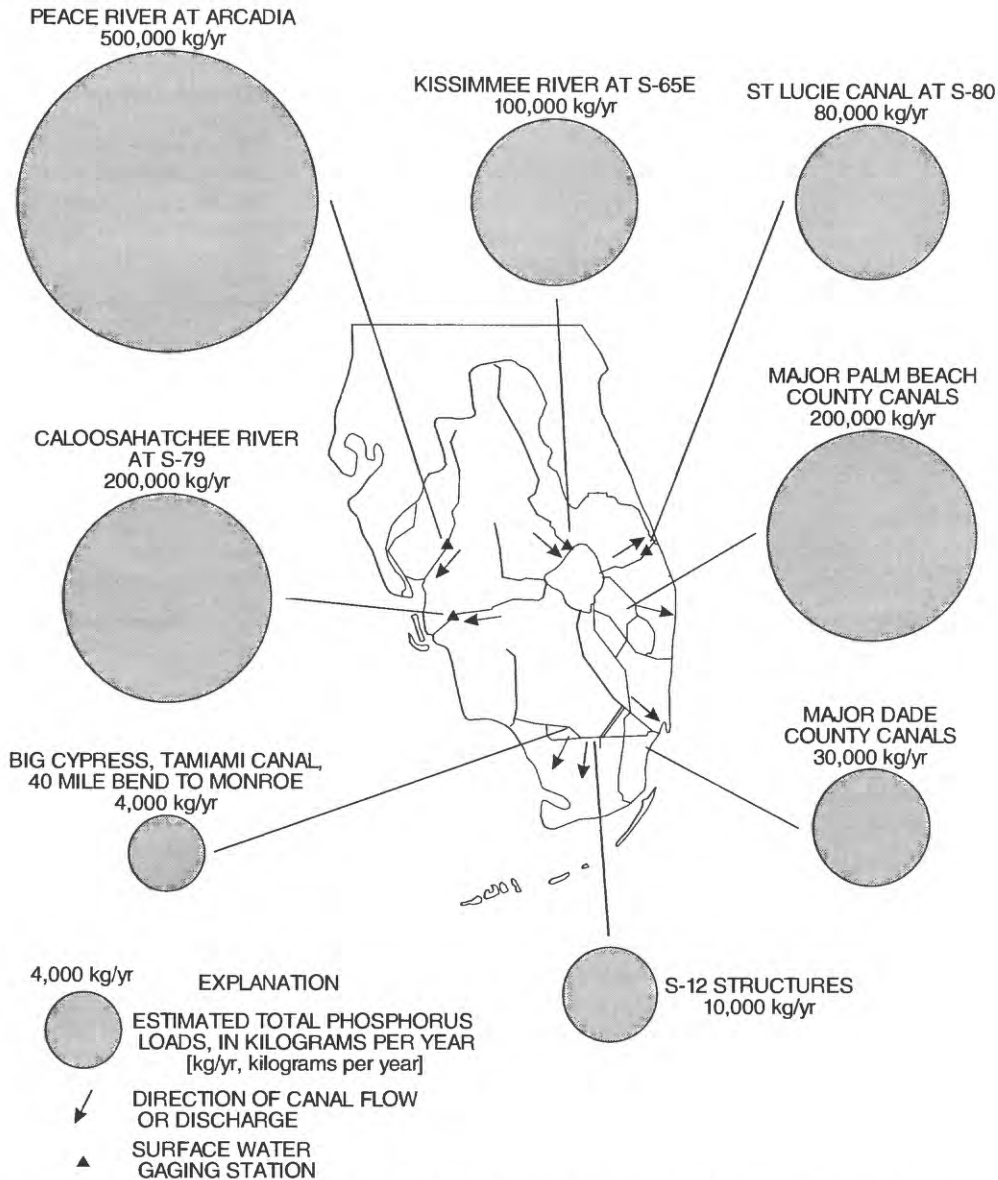 PEACE RIVER AT ARCADIA
500,000 kg/yr
KISSIMMEE RIVER AT S-65E
100,000 kg/yr
ST LUCIE CANAL AT S-80
80,000 kg/yr
CALOOSAHATCHEE RIVER
AT S-79
200,000 kg/yr
MAJOR PALM BEACH
COUNTY CANALS
200,000 kg/yr
BIG CYPRESS, TAMIAMI CANAL,
40 MILE BEND TO MONROE
4,000 kg/yr
MAJOR DADE
COUNTY CANALS
30,000 kg/yr
S-12 STRUCTURES
10,000 kg/yr
4,000 kg/yr
EXPLANATION
ESTIMATED TOTAL PHOSPHORUS
LOADS, IN KILOGRAMS PER YEAR
[kg/yr, kilograms per year]
DIRECTION OF CANAL FLOW
OR DISCHARGE
SURFACE WATER
GAGING STATION